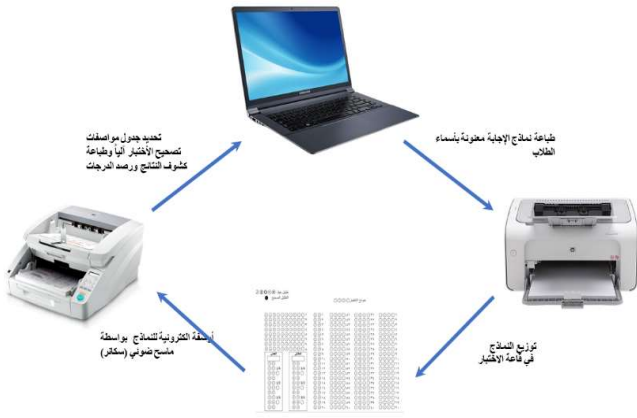 تحديد جدول مواصفات
تصحيح الأختبار آلياً وطباعة
كشوف النتائج ورصد الدرجات
طباعة نماذج الإجابة معنونة بأسماء
الطلاب
توزيع النماذج
في قاعة الاختبار
أرشفة الكترونية للنماذج بواسطة
ماسح ضوئي (سكانر)